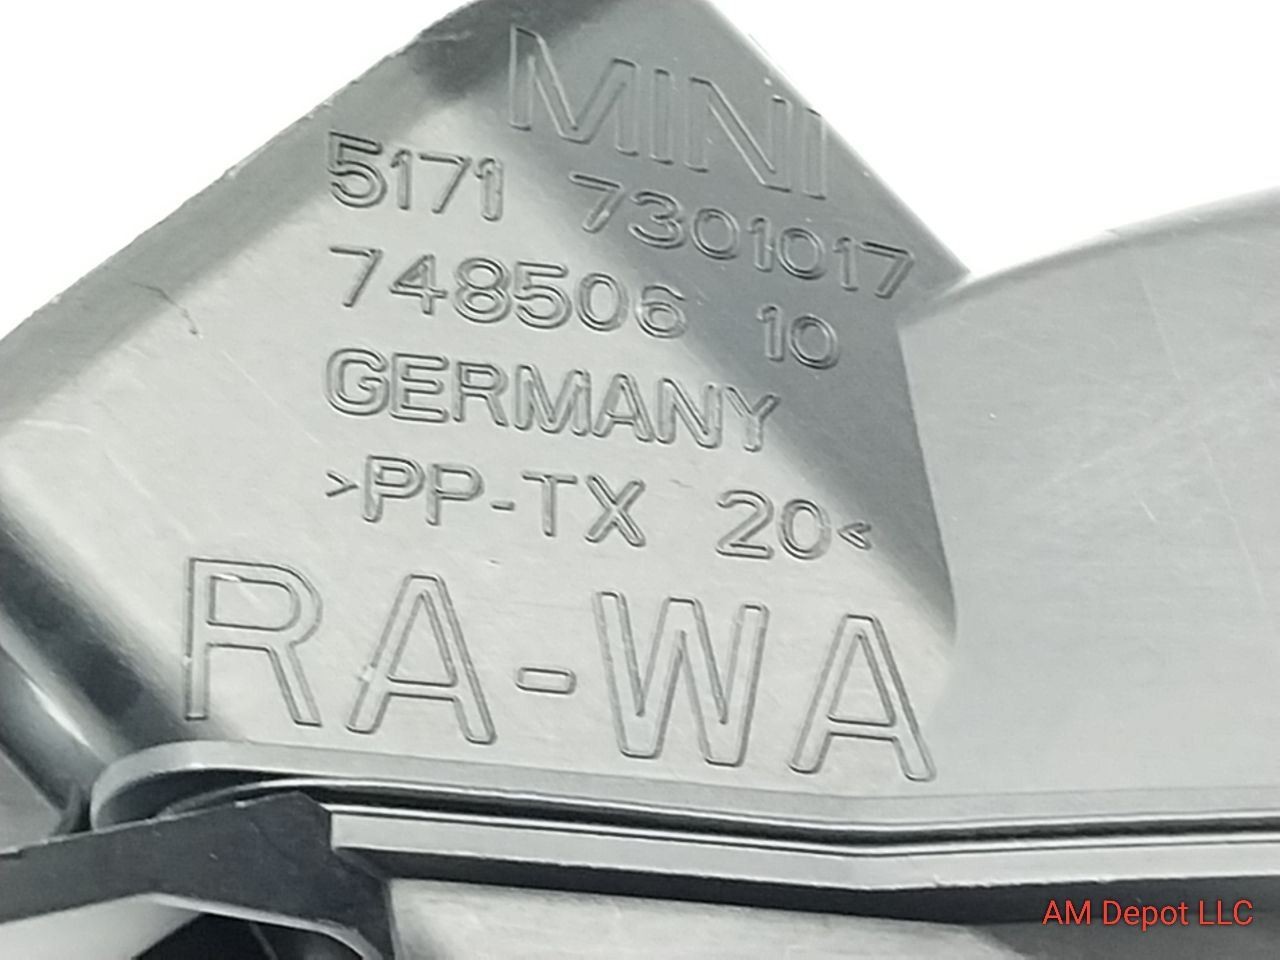 MINI
5171 7301017
748506 10
GERMANY
>PP-TX 20<
RA-WA
AM Depot LLC